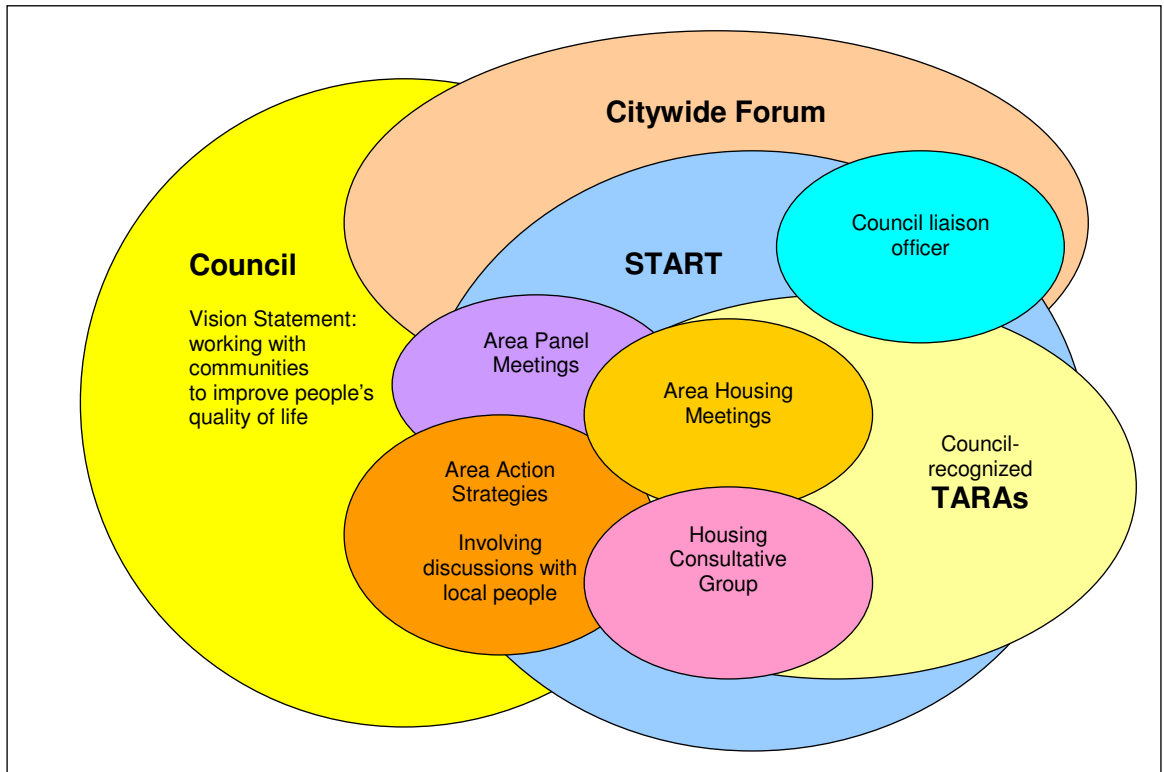 Citywide Forum
Council liaison
officer
START
Council
Vision Statement:
working with
communities
to improve people's
quality of life
Area Panel
Meetings
Area Housing
Meetings
Council-
recognized
TARAs
Area Action
Strategies
Involving
discussions with
local people
Housing
Consultative
Group